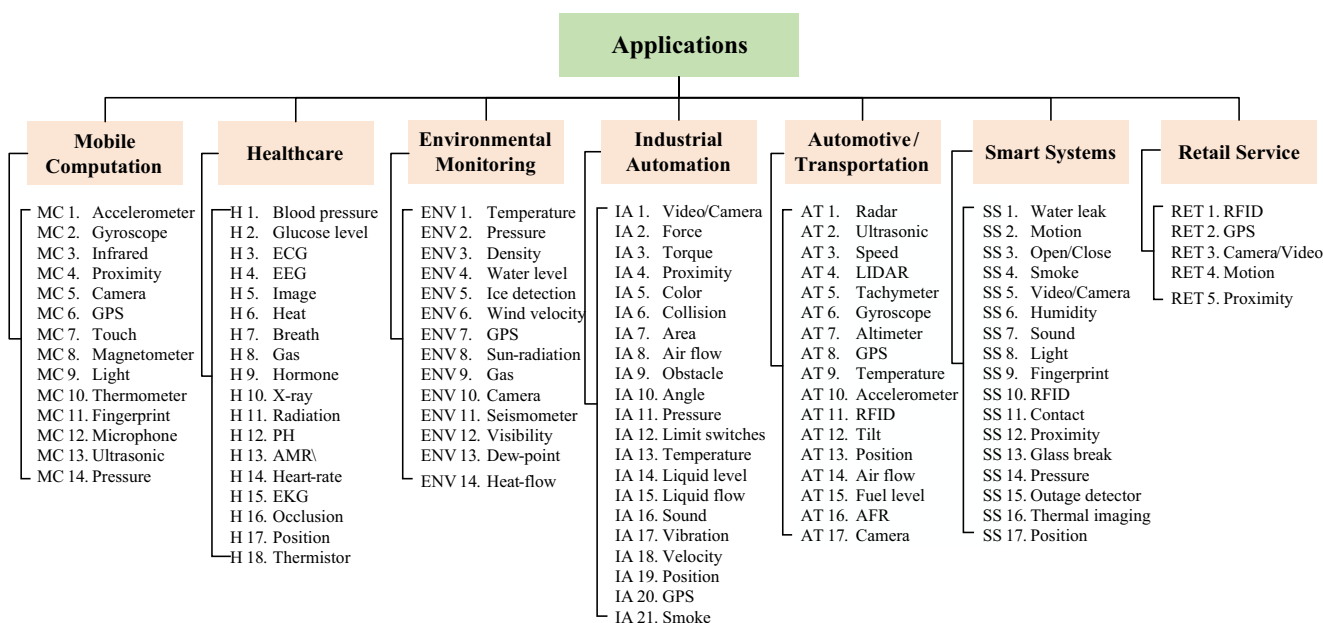 Applications
Mobile
Computation
MC 1. Accelerometer
MC 2. Gyroscope
MC 3. Infrared
MC 4. Proximity
MC 5. Camera
MC 6. GPS
MC 7. Touch
MC 8. Magnetometer
MC 9. Light
MC 10. Thermometer
MC 11. Fingerprint
MC 12. Microphone
MC 13. Ultrasonic
MC 14. Pressure
Healthcare
H 1. Blood pressure
H 2. Glucose level
H 3. ECG
H 4. EEG
H 5. Image
H 6. Heat
H 7. Breath
H 8. Gas
H 9. Hormone
H 10. X-ray
H 11. Radiation
H 12. PH
H 13. AMR\
H 14. Heart-rate
H 15. EKG
H 16. Occlusion
H 17. Position
H 18. Thermistor
Environmental
Monitoring
ENV 1. Temperature
ENV 2. Pressure
ENV 3. Density
ENV 4. Water level
ENV 5. Ice detection
ENV 6. Wind velocity
ENV 7. GPS
ENV 8. Sun-radiation
ENV 9. Gas
ENV 10. Camera
ENV 11. Seismometer
ENV 12. Visibility
ENV 13. Dew-point
ENV 14. Heat-flow
Industrial
Automation
IA 1. Video/Camera
IA 2. Force
IA 3. Torque
IA 4. Proximity
IA 5. Color
IA 6. Collision
IA 7. Area
IA 8. Air flow
IA 9. Obstacle
IA 10. Angle
IA 11. Pressure
IA 12. Limit switches
IA 13. Temperature
IA 14. Liquid level
IA 15. Liquid flow
IA 16. Sound
IA 17. Vibration
IA 18. Velocity
IA 19. Position
IA 20. GPS
IA 21. Smoke
Automotive/
Transportation
AT 1. Radar
AT 2. Ultrasonic
AT 3. Speed
AT 4. LIDAR
AT 5. Tachymeter
AT 6. Gyroscope
AT 7. Altimeter
AT 8. GPS
AT 9. Temperature
AT 10. Accelerometer
AT 11. RFID
AT 12. Tilt
AT 13. Position
AT 14. Air flow
AT 15. Fuel level
AT 16. AFR
AT 17. Camera
Smart Systems
SS 1. Water leak
SS 2. Motion
SS 3. Open/Close
SS 4. Smoke
SS 5. Video/Camera
SS 6. Humidity
SS 7. Sound
SS 8. Light
SS 9. Fingerprint
SS 10. RFID
SS 11. Contact
SS 12. Proximity
SS 13. Glass break
SS 14. Pressure
SS 15. Outage detector
SS 16. Thermal imaging
SS 17. Position
Retail Service
RET 1. RFID
RET 2. GPS
RET 3. Camera/Video
RET 4. Motion
RET 5. Proximity